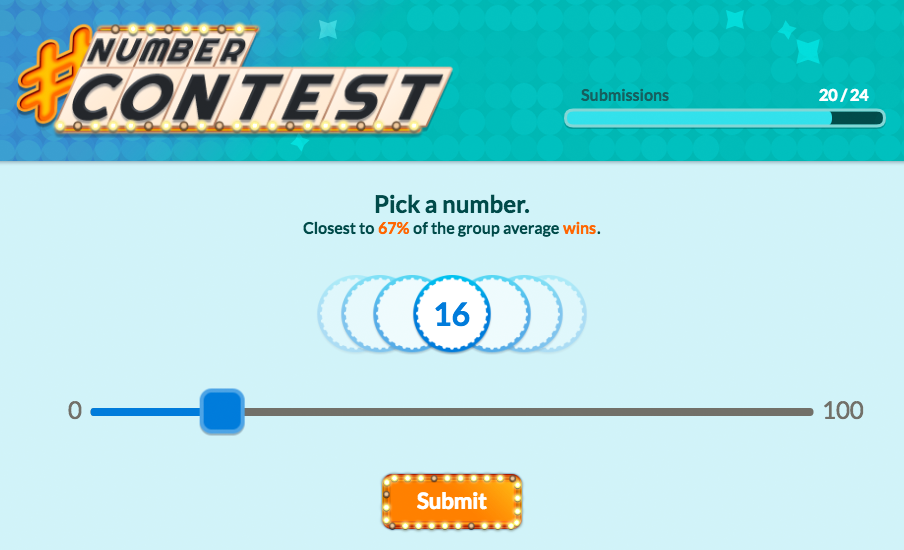 #NUMBER
CONTEST
Submissions 20 / 24
Pick a number.
Closest to 67% of the group average wins.
16
0 100
Submit